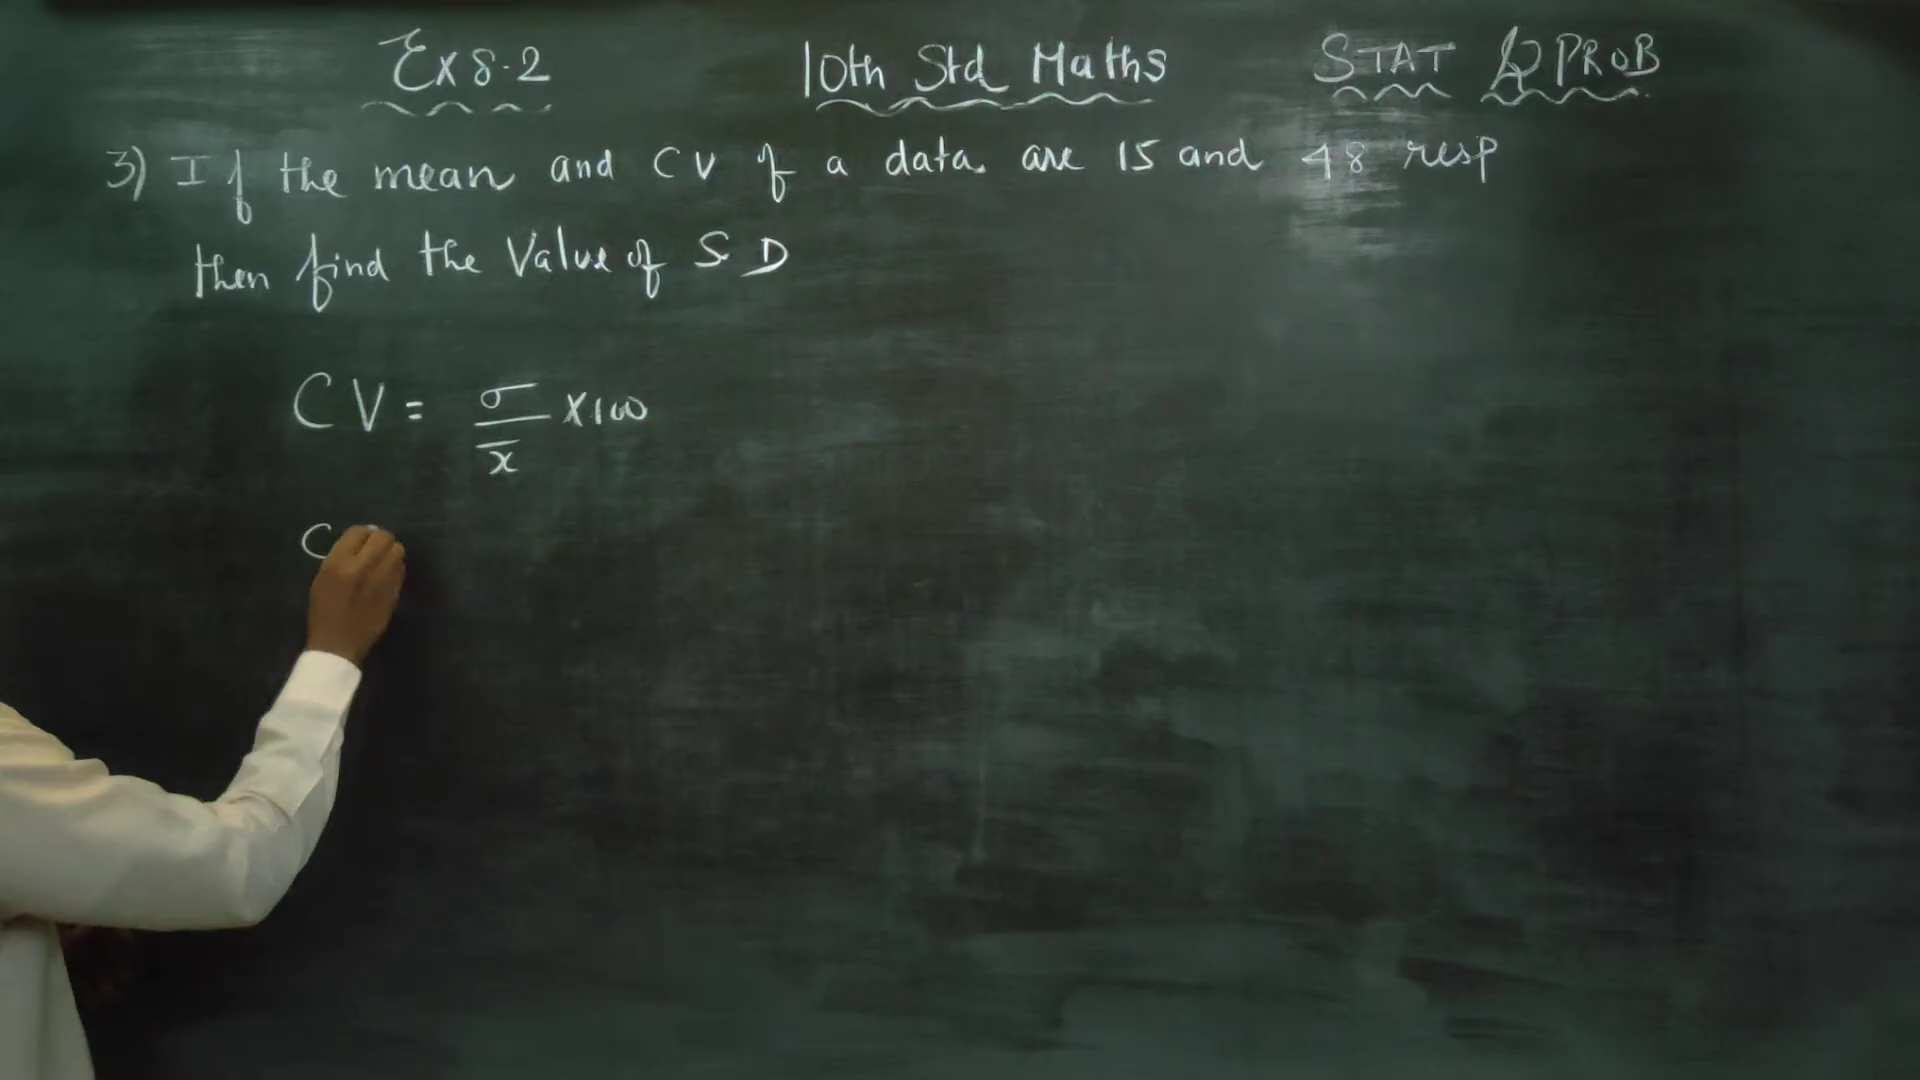 Ex 8.2 10th Std Maths STAT & PROB
3) If the mean and CV of a data. are 15 and 48 resp
then find the Value of S D
CV = σ/x̄ × 100
C